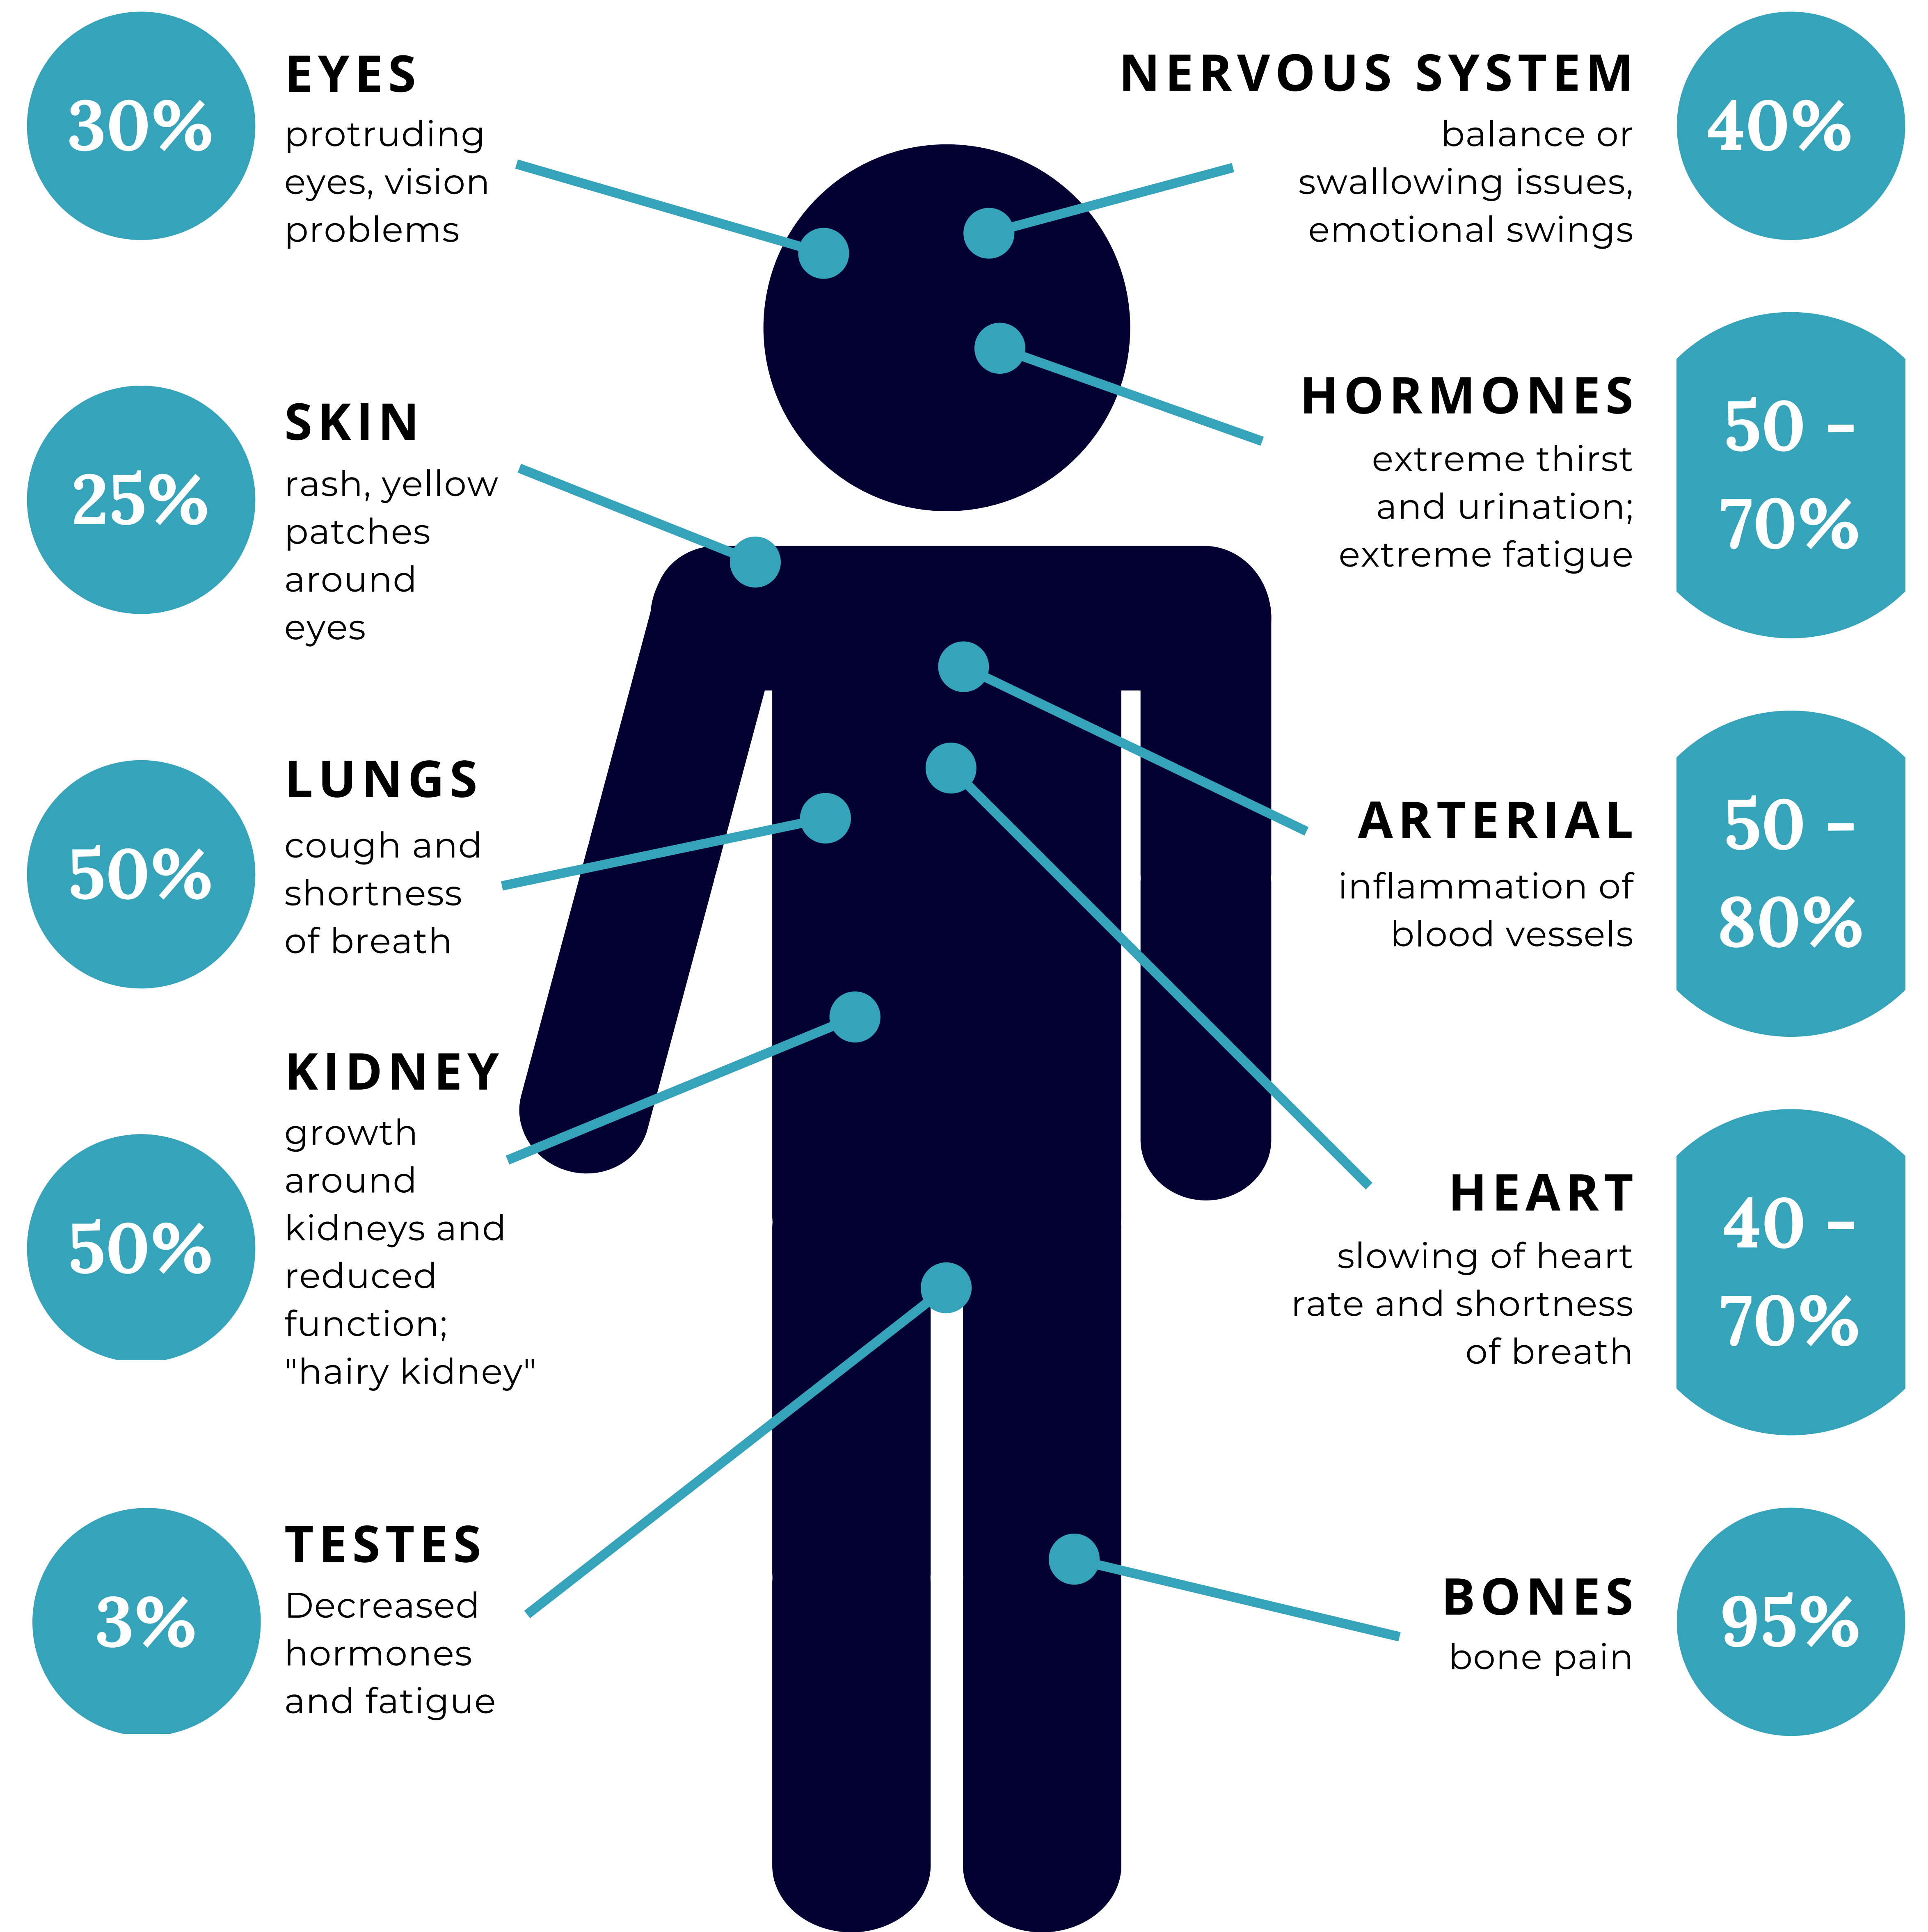 30%
EYES
protruding
eyes, vision
problems
25%
SKIN
rash, yellow
patches
around
eyes
50%
LUNGS
cough and
shortness
of breath
50%
KIDNEY
growth
around
kidneys and
reduced
function;
"hairy kidney"
3%
TESTES
Decreased
hormones
and fatigue
NERVOUS SYSTEM
balance or
swallowing issues,
emotional swings
40%
HORMONES
extreme thirst
and urination;
extreme fatigue
50 -
70%
ARTERIAL
inflammation of
blood vessels
50 -
80%
HEART
slowing of heart
rate and shortness
of breath
40 -
70%
BONES
bone pain
95%